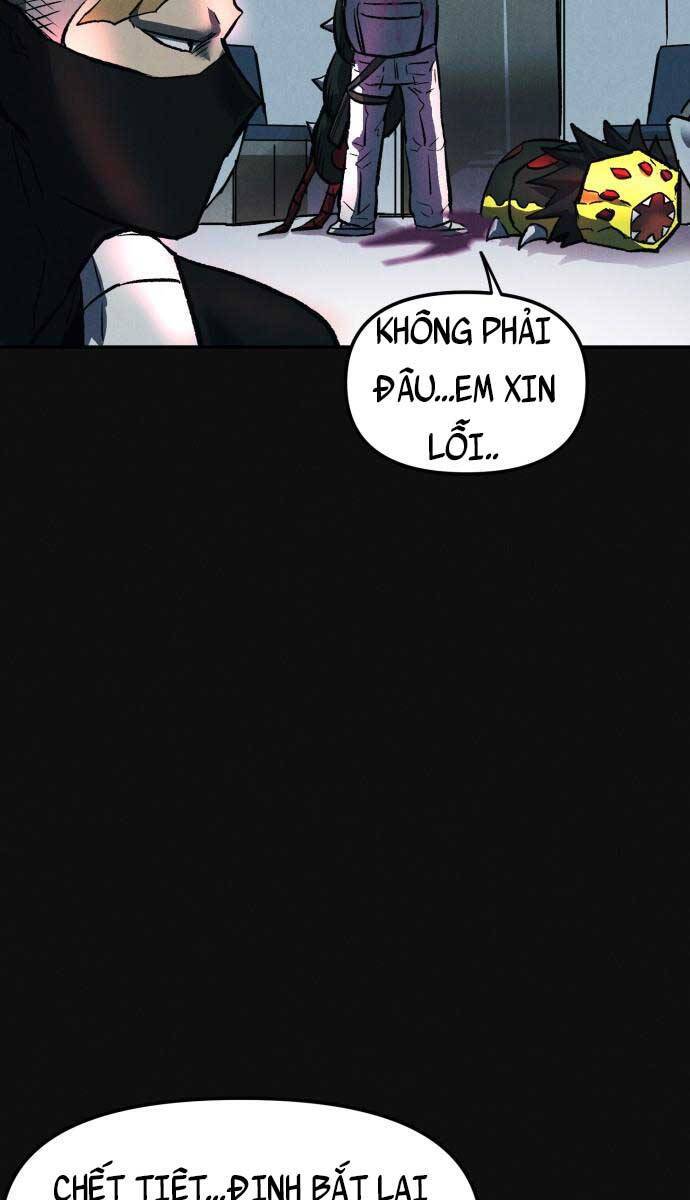 KHÔNG PHẢI
ĐÂU...EM XIN
LỖI..
CHẾT TIỆT...ĐỊNH BẮT LẠI